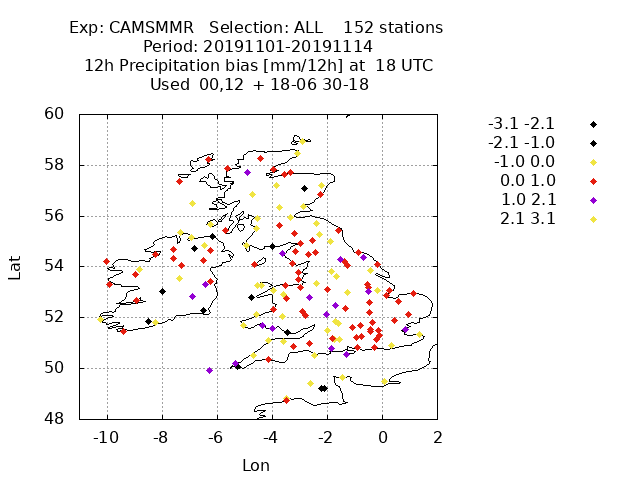 Exp: CAMSMMR   Selection: ALL    152 stations
Period: 20191101-20191114
12h Precipitation bias [mm/12h] at  18 UTC
Used  00,12  + 18-06 30-18
-3.1 -2.1
-2.1 -1.0
-1.0 0.0
0.0 1.0
1.0 2.1
2.1 3.1
60
58
56
54
52
50
48
Lat
-10 -8 -6 -4 -2 0 2
Lon